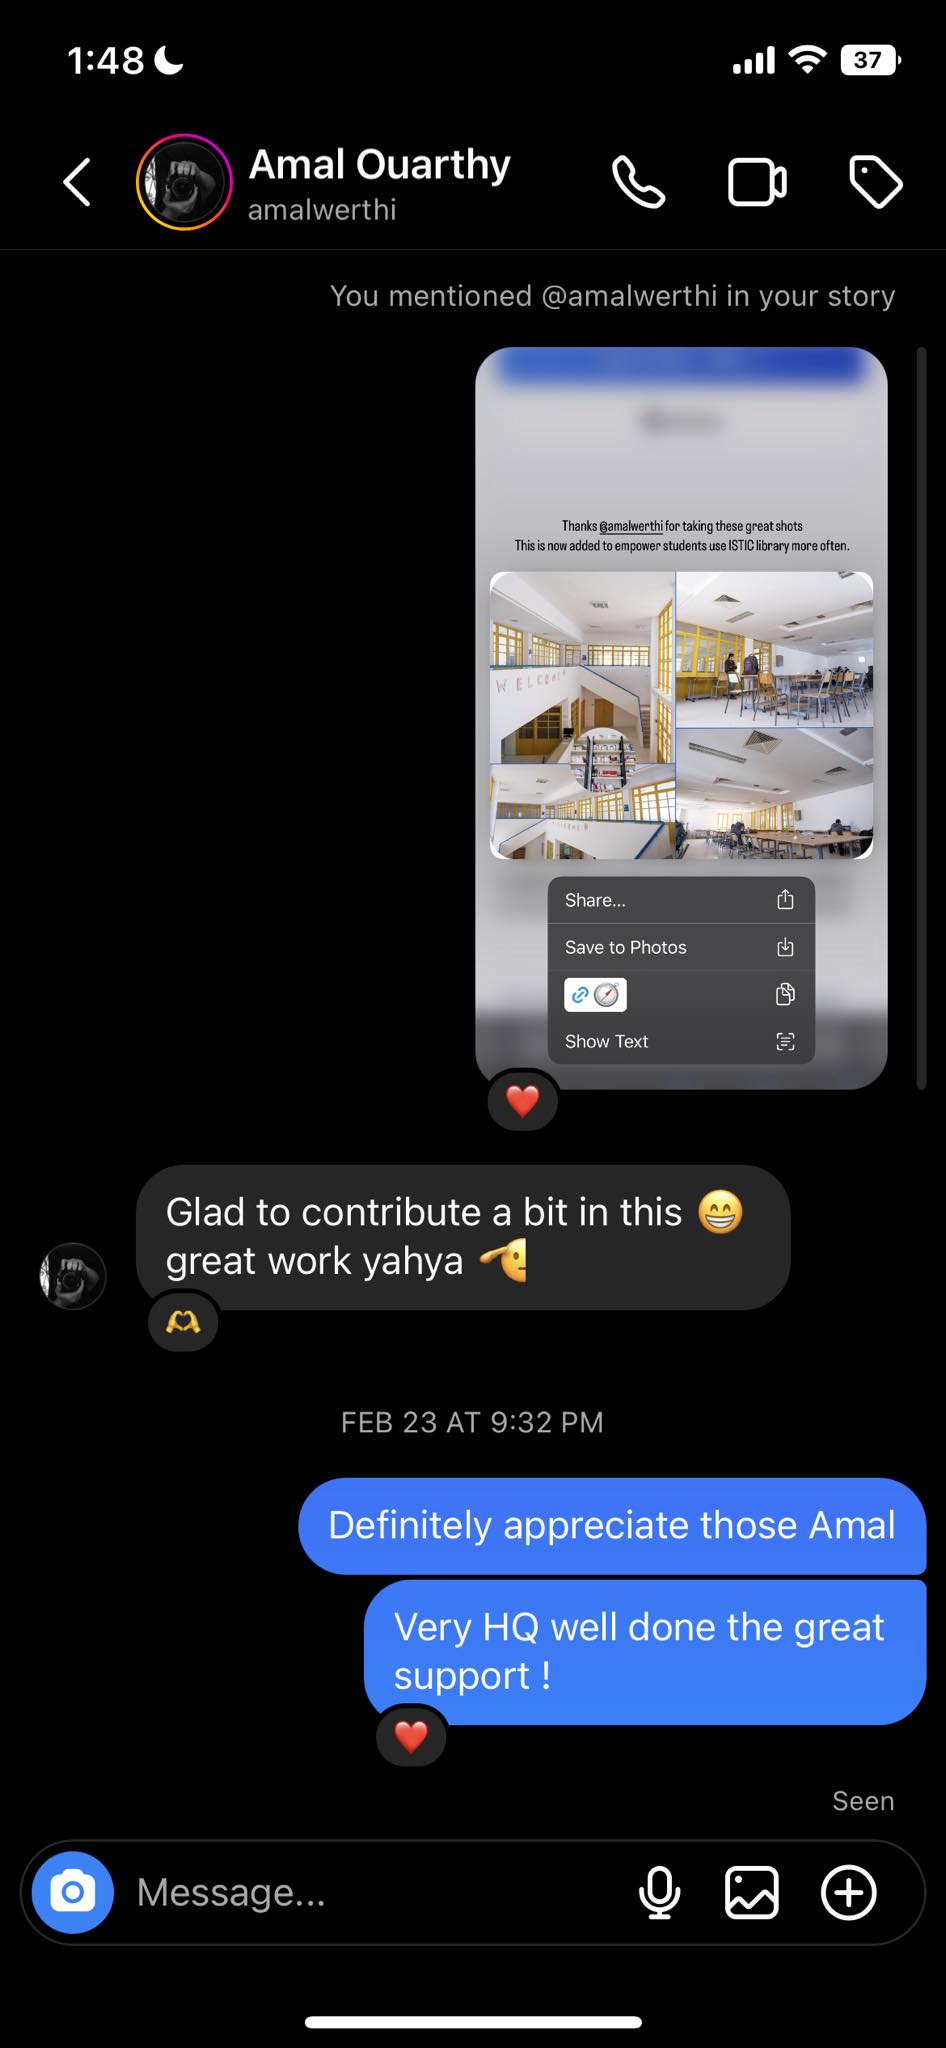 1:48
37
Amal Ouarthy
amalwerthi
You mentioned @amalwerthi in your story
Thanks @amalwerthi for taking these great shots
This is now added to empower students use ISTIC library more often.
WELCOME
Share...
Save to Photos
Show Text
Glad to contribute a bit in this 😁
great work yahya 🫡
FEB 23 AT 9:32 PM
Definitely appreciate those Amal
Very HQ well done the great
support !
Seen
Message...